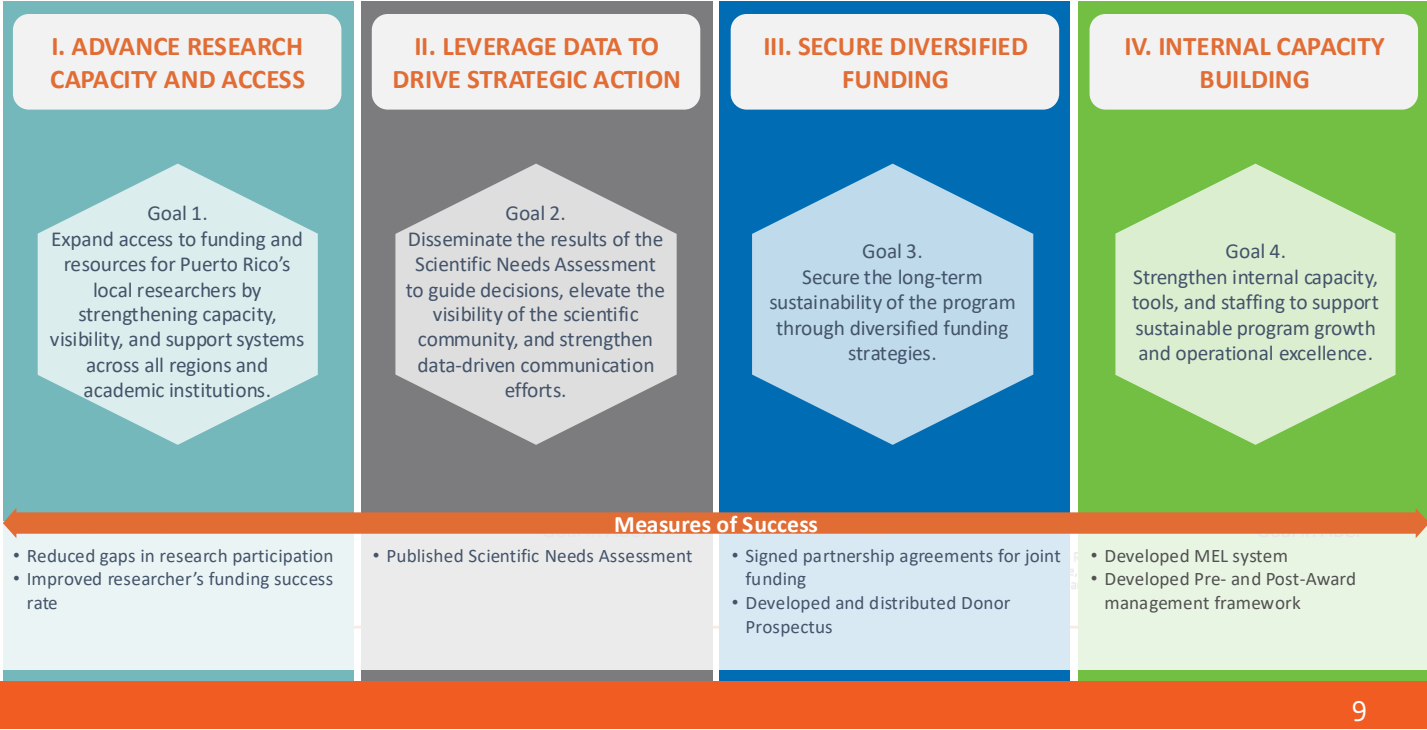 I. ADVANCE RESEARCH
CAPACITY AND ACCESS
Goal 1.
Expand access to funding and
resources for Puerto Rico’s
local researchers by
strengthening capacity,
visibility, and support systems
across all regions and
academic institutions.
II. LEVERAGE DATA TO
DRIVE STRATEGIC ACTION
Goal 2.
Disseminate the results of the
Scientific Needs Assessment
to guide decisions, elevate the
visibility of the scientific
community, and strengthen
data-driven communication
efforts.
III. SECURE DIVERSIFIED
FUNDING
Goal 3.
Secure the long-term
sustainability of the program
through diversified funding
strategies.
IV. INTERNAL CAPACITY
BUILDING
Goal 4.
Strengthen internal capacity,
tools, and staffing to support
sustainable program growth
and operational excellence.
Measures of Success
• Reduced gaps in research participation
• Improved researcher’s funding success
rate
• Published Scientific Needs Assessment
• Signed partnership agreements for joint
funding
• Developed and distributed Donor
Prospectus
• Developed MEL system
• Developed Pre- and Post-Award
management framework
9